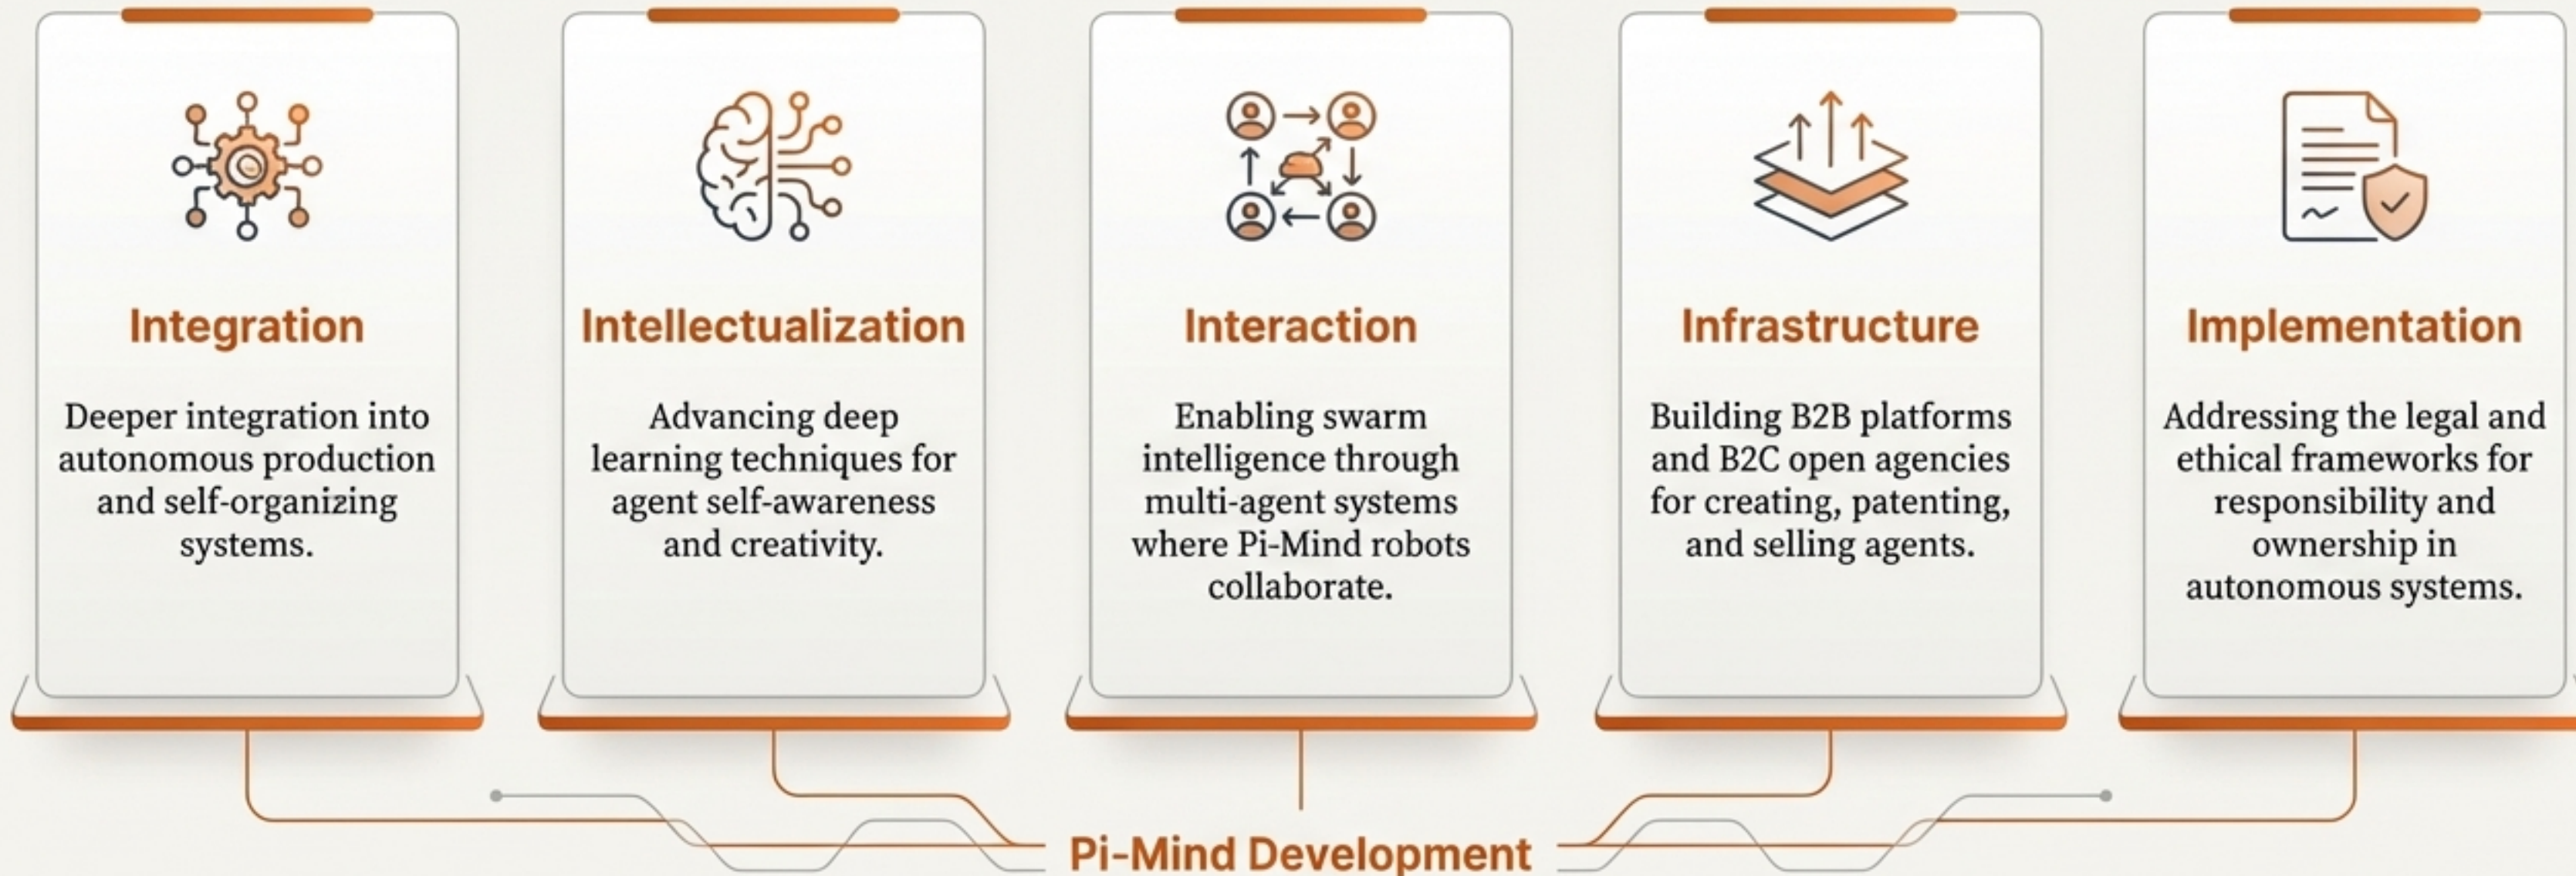 Integration
Deeper integration into
autonomous production
and self-organizing
systems.
Intellectualization
Advancing deep
learning techniques for
agent self-awareness
and creativity.
Interaction
Enabling swarm
intelligence through
multi-agent systems
where Pi-Mind robots
collaborate.
Infrastructure
Building B2B platforms
and B2C open agencies
for creating, patenting,
and selling agents.
Implementation
Addressing the legal and
ethical frameworks for
responsibility and
ownership in
autonomous systems.
Pi-Mind Development